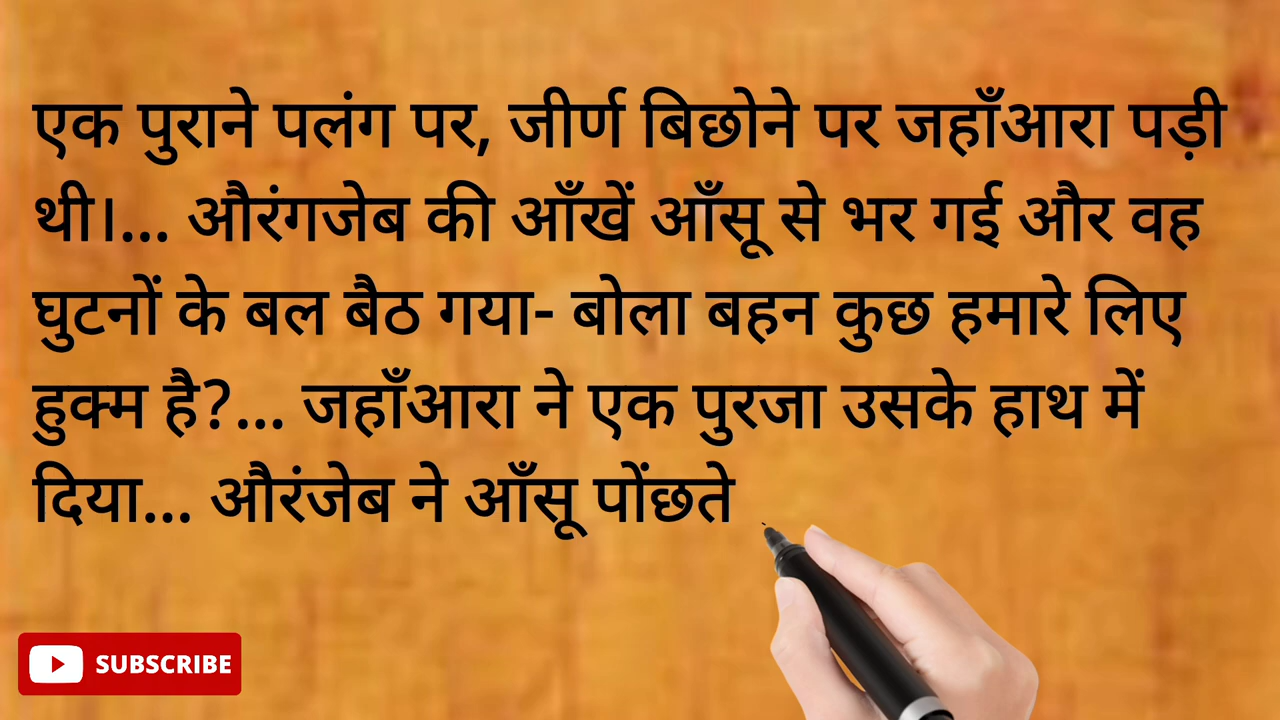 एक पुराने पलंग पर, जीर्ण बिछोने पर जहाँआरा पड़ी
थी।... औरंगजेब की आँखें आँसू से भर गई और वह
घुटनों के बल बैठ गया- बोला बहन कुछ हमारे लिए
हुक्म है?... जहाँआरा ने एक पुरजा उसके हाथ में
दिया... औरंजेब ने आँसू पोंछते
SUBSCRIBE